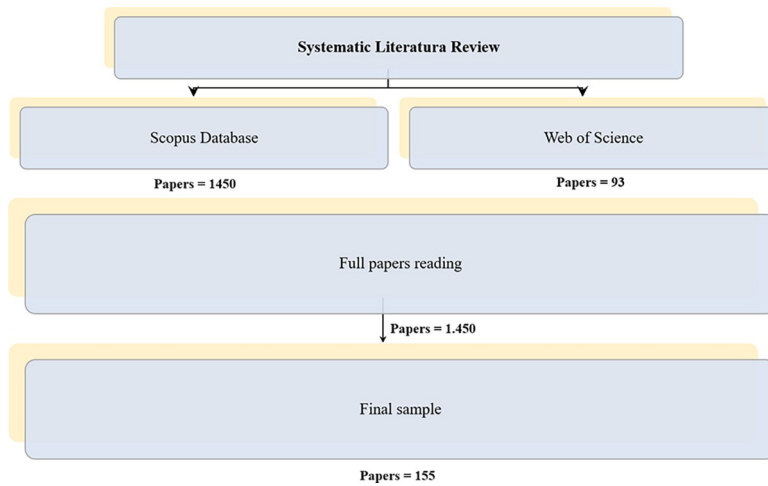 Systematic Literatura Review
Scopus Database
Web of Science
Papers = 1450
Papers = 93
Full papers reading
Papers = 1.450
Final sample
Papers = 155